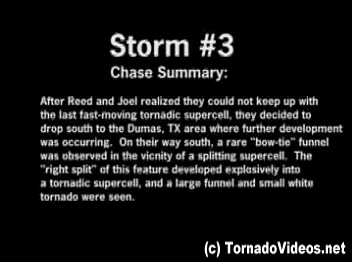 Storm #3
Chase Summary:
After Reed and Joel realized they could not keep up with
the last fast-moving tornadic supercell, they decided to
drop south to the Dumas, TX area where further development
was occurring. On their way south, a rare "bow-tie" funnel
was observed in the vicnity of a splitting supercell. The
"right split" of this feature developed explosively into
a tornadic supercell, and a large funnel and small white
tornado were seen.
(c) TornadoVideos.net